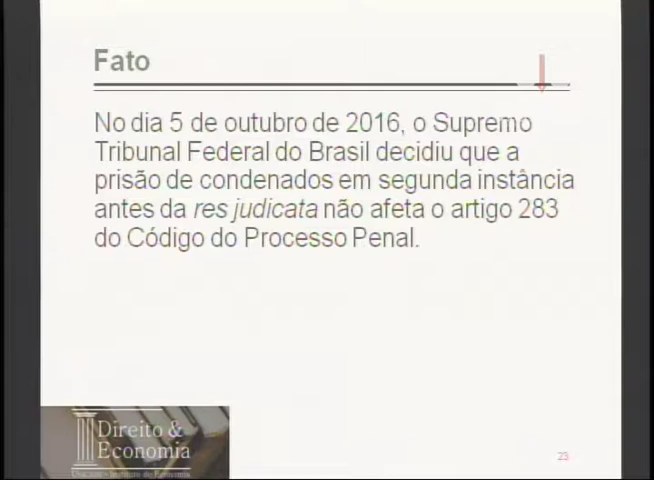 Fato
No dia 5 de outubro de 2016, o Supremo
Tribunal Federal do Brasil decidiu que a
prisão de condenados em segunda instância
antes da res judicata não afeta o artigo 283
do Código do Processo Penal.
Direito &
Economia
23